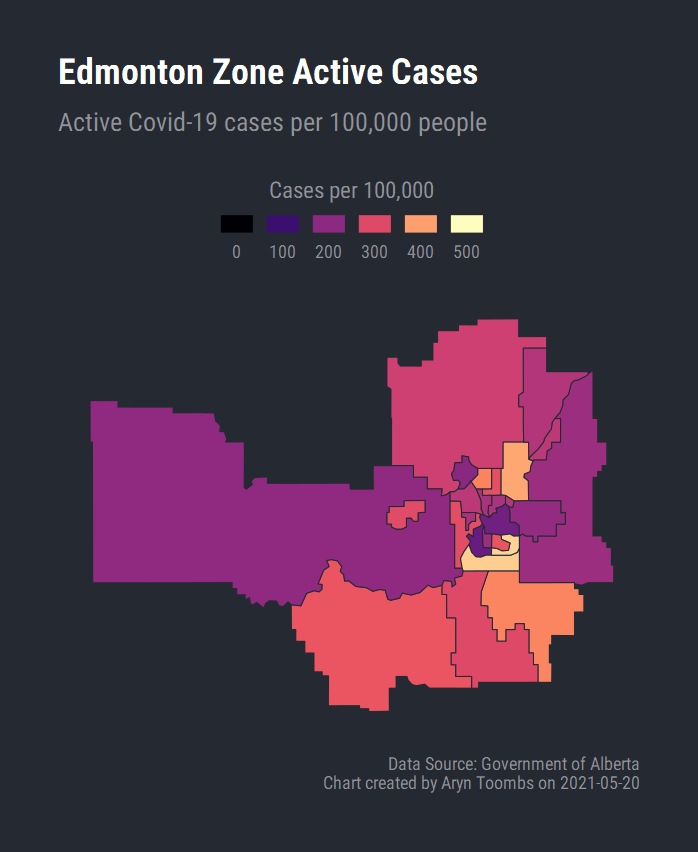 Edmonton Zone Active Cases
Active Covid-19 cases per 100,000 people
Cases per 100,000
0 100 200 300 400 500
Data Source: Government of Alberta
Chart created by Aryn Toombs on 2021-05-20